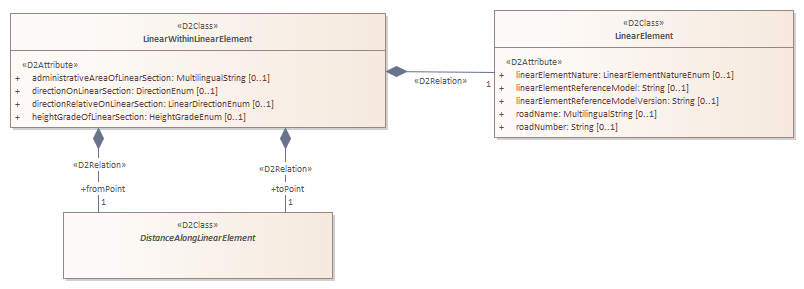 «D2Class»
LinearWithinLinearElement
«D2Attribute»
+ administrativeAreaOfLinearSection: MultilingualString [0..1]
+ directionOnLinearSection: DirectionEnum [0..1]
+ directionRelativeOnLinearSection: LinearDirectionEnum [0..1]
+ heightGradeOfLinearSection: HeightGradeEnum [0..1]
«D2Class»
LinearElement
«D2Attribute»
+ linearElementNature: LinearElementNatureEnum [0..1]
+ linearElementReferenceModel: String [0..1]
+ linearElementReferenceModelVersion: String [0..1]
+ roadName: MultilingualString [0..1]
+ roadNumber: String [0..1]
«D2Relation»
1
«D2Relation»
+fromPoint
1
«D2Relation»
+toPoint
1
«D2Class»
DistanceAlongLinearElement